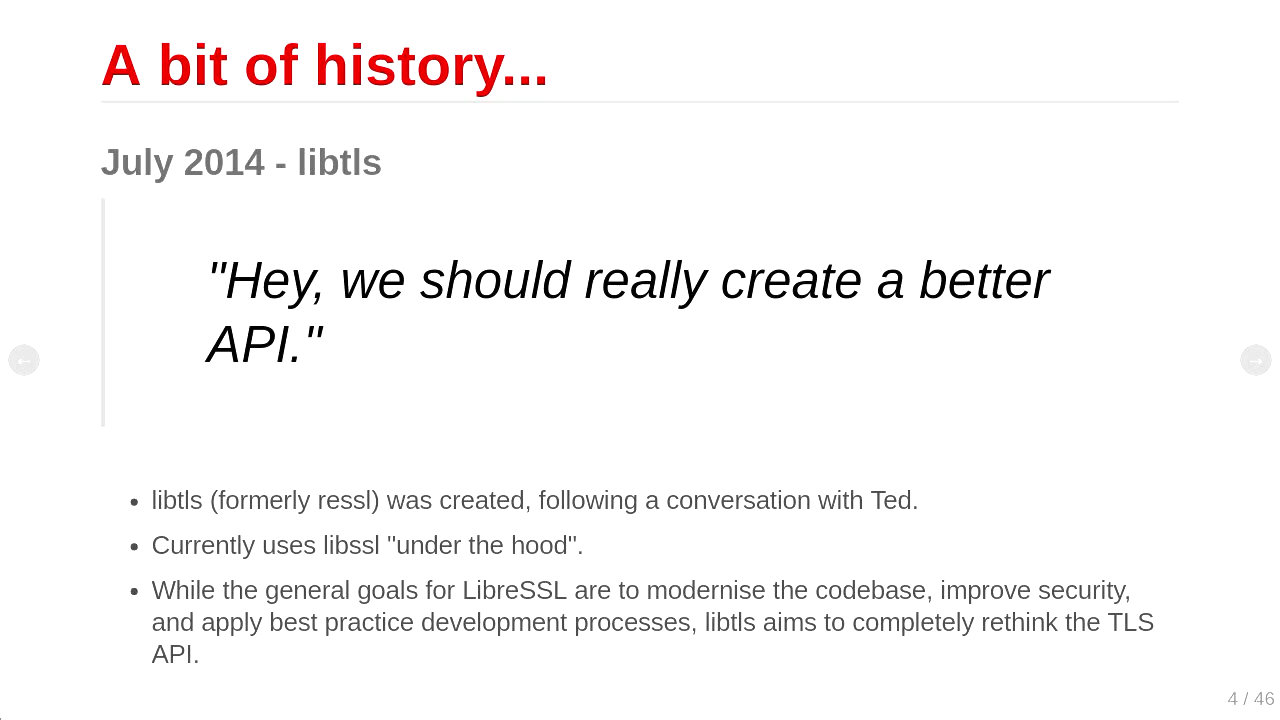 A bit of history...
July 2014 - libtls
"Hey, we should really create a better
API."
←
→
• libtls (formerly ressl) was created, following a conversation with Ted.
• Currently uses libssl "under the hood".
• While the general goals for LibreSSL are to modernise the codebase, improve security,
and apply best practice development processes, libtls aims to completely rethink the TLS
API.
4 / 46